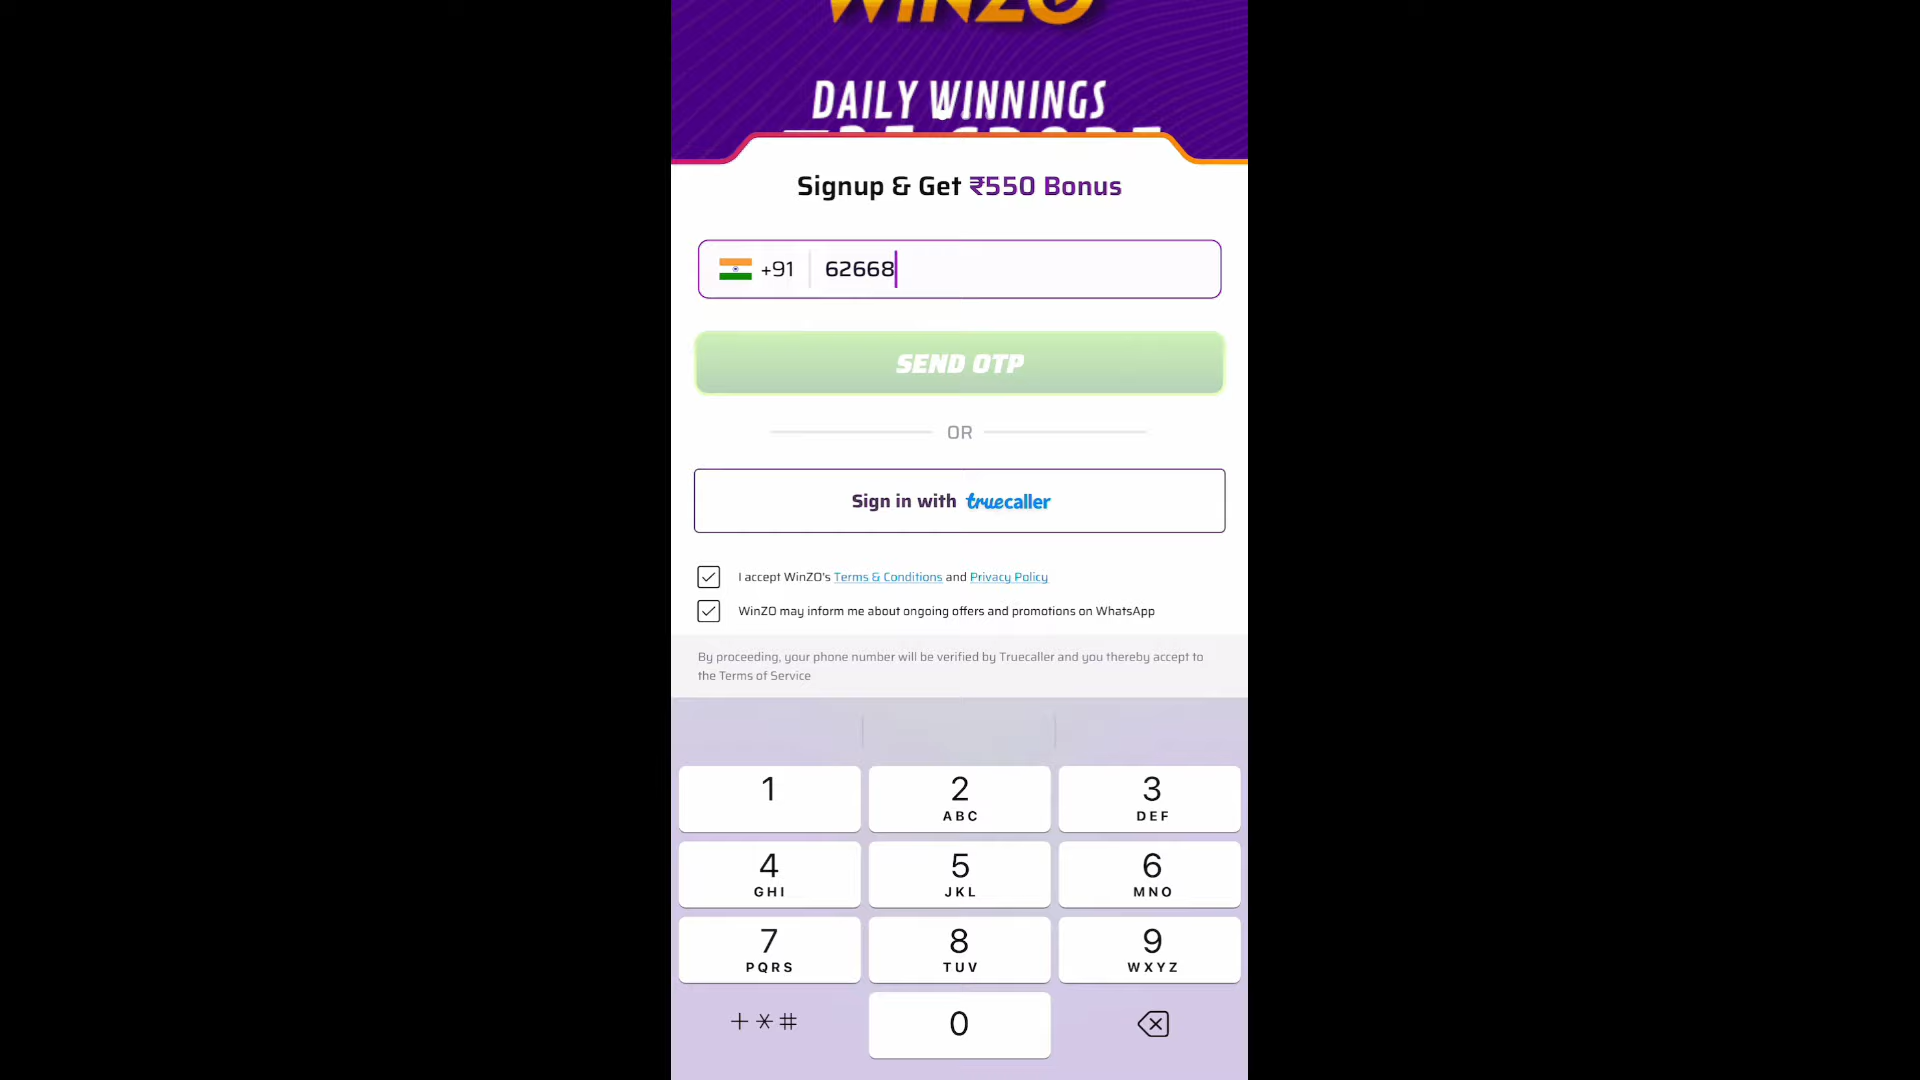 WINZO
DAILY WINNINGS
Signup & Get ₹550 Bonus
+91 62668
SEND OTP
OR
Sign in with truecaller
I accept WinZO's Terms & Conditions and Privacy Policy
WinZO may inform me about ongoing offers and promotions on WhatsApp
By proceeding, your phone number will be verified by Truecaller and you thereby accept to
the Terms of Service
1
2
ABC
3
DEF
4
GHI
5
JKL
6
MNO
7
PQRS
8
TUV
9
WXYZ
+*#
0